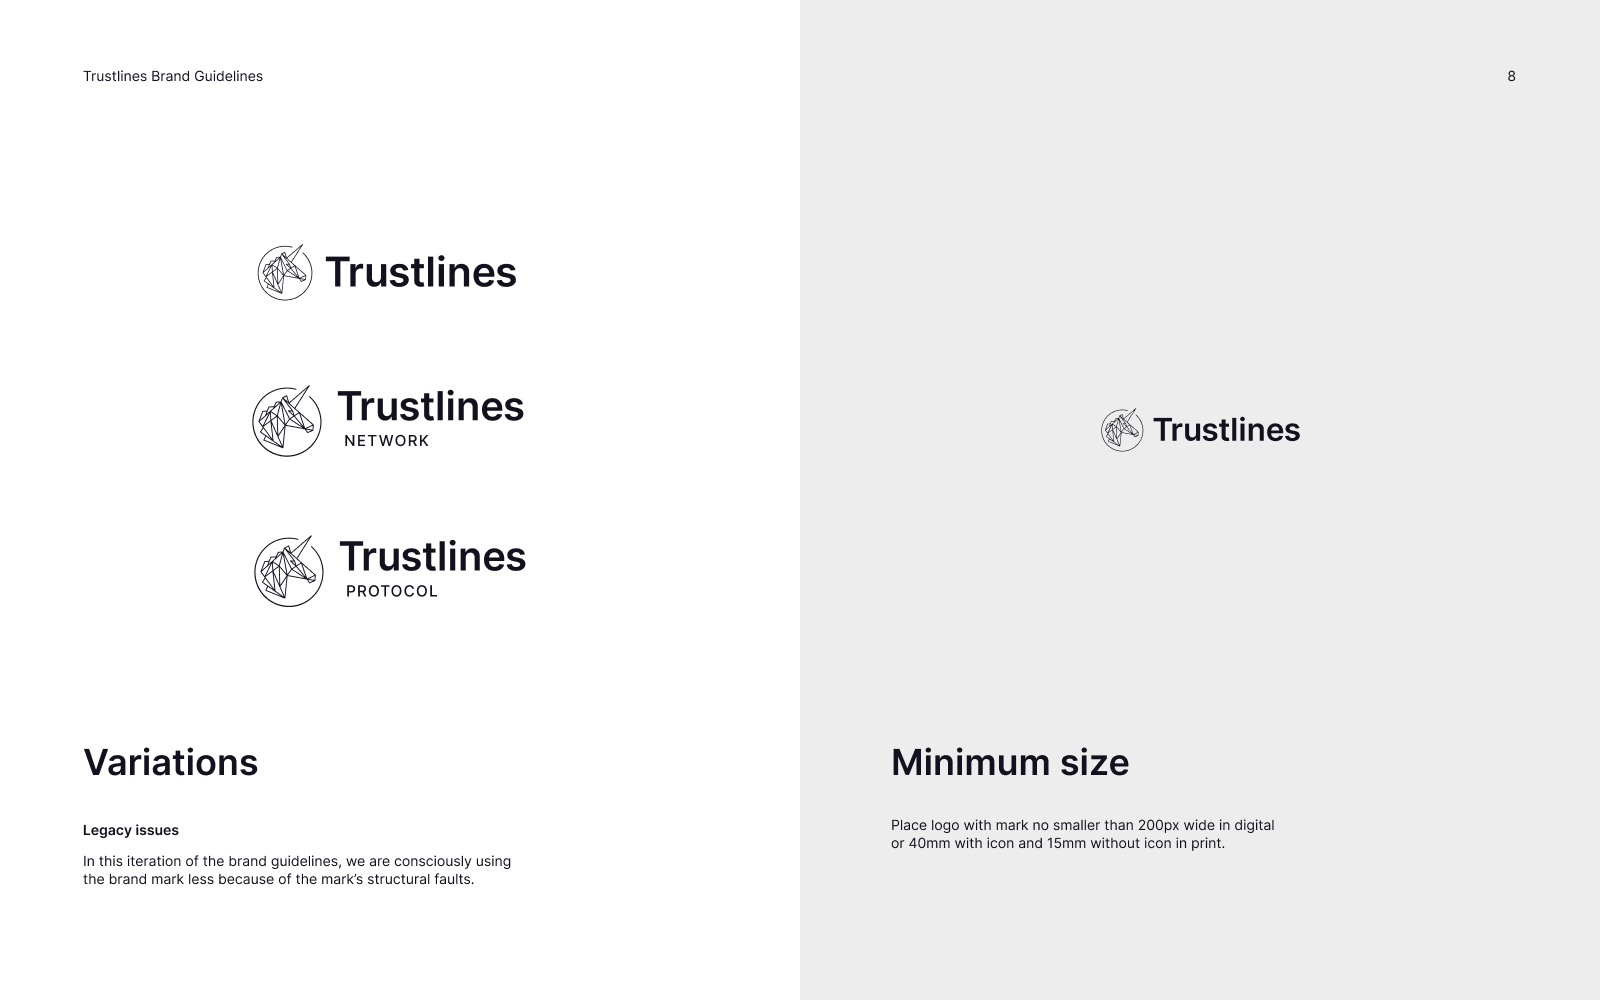 Trustlines Brand Guidelines
8
Trustlines
Trustlines
NETWORK
Trustlines
PROTOCOL
Variations
Legacy issues
In this iteration of the brand guidelines, we are consciously using
the brand mark less because of the mark’s structural faults.
Trustlines
Minimum size
Place logo with mark no smaller than 200px wide in digital
or 40mm with icon and 15mm without icon in print.